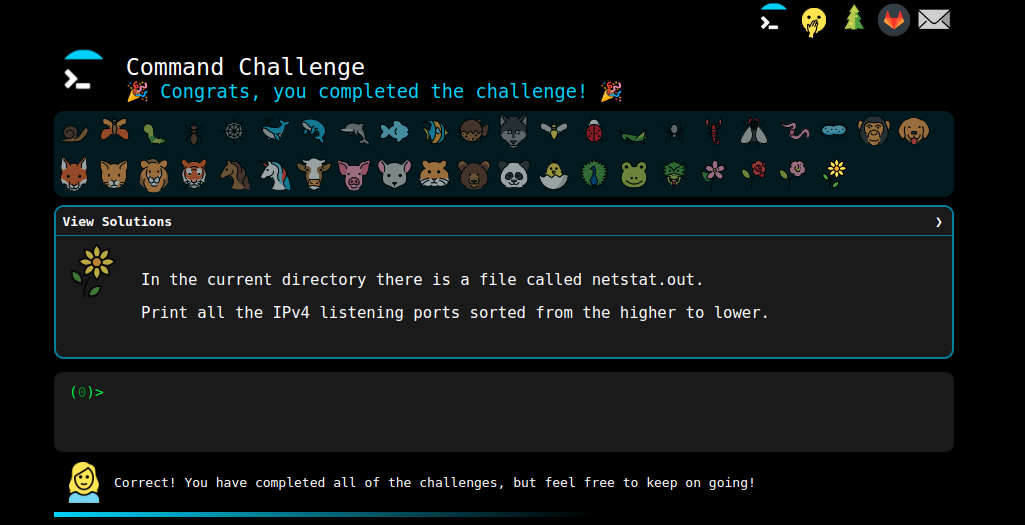 Command Challenge
🎉 Congrats, you completed the challenge! 🎉
View Solutions ❯
In the current directory there is a file called netstat.out.
Print all the IPv4 listening ports sorted from the higher to lower.
(0)>
Correct! You have completed all of the challenges, but feel free to keep on going!